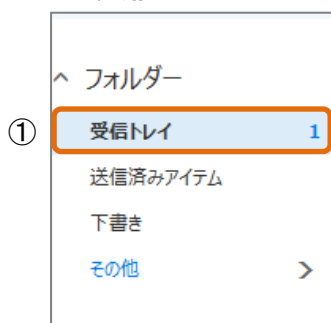 フォルダー
① 受信トレイ 1
送信済みアイテム
下書き
その他